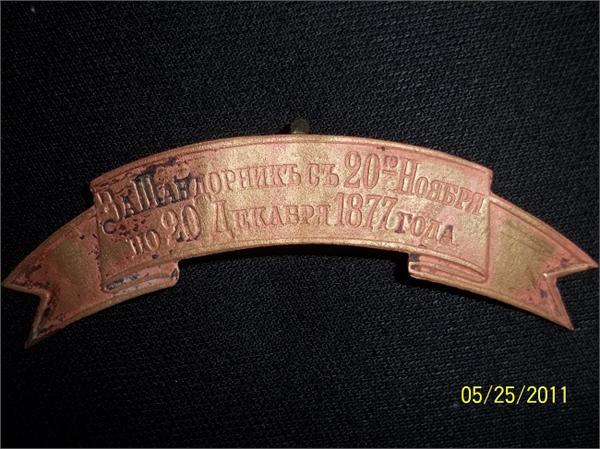 За Шандорникъ съ 20го Ноября
по 20 Декабря 1877 года
05/25/2011